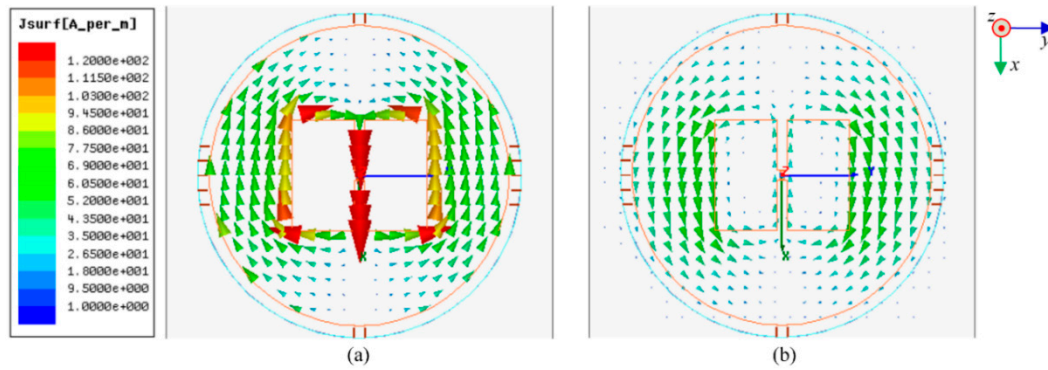 Jsurf[A_per_m]
1.2000e+002
1.1150e+002
1.0300e+002
9.4500e+001
8.6000e+001
7.7500e+001
6.9000e+001
6.0500e+001
5.2000e+001
4.3500e+001
3.5000e+001
2.6500e+001
1.8000e+001
9.5000e+000
1.0000e+000
X
(a)
Z
Y
X
(b)
z
y
x